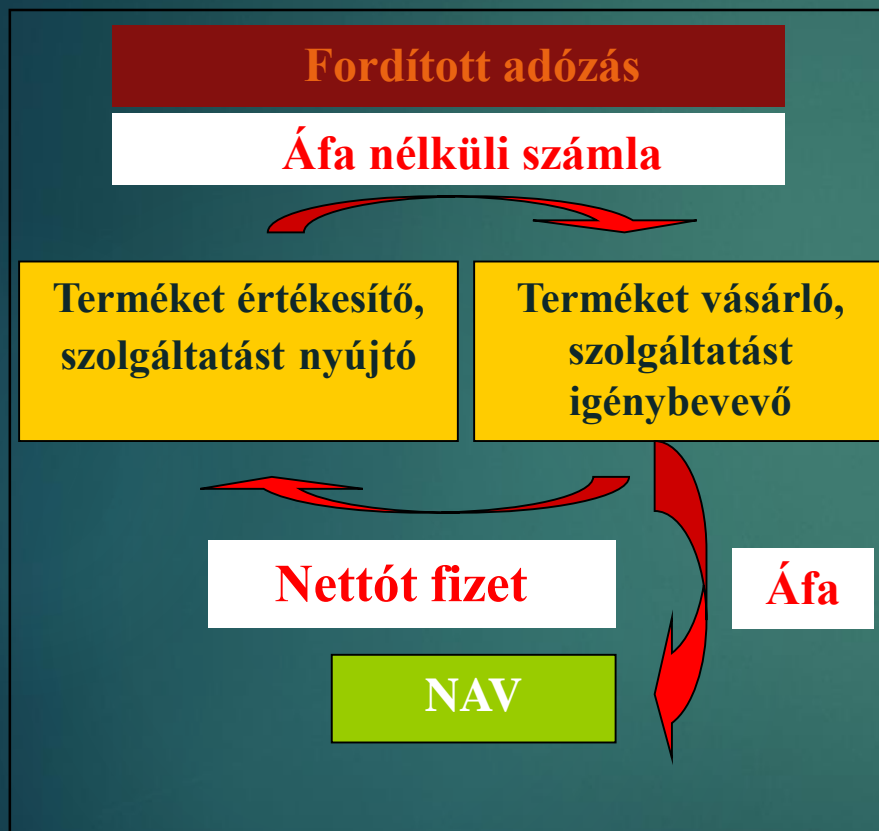 Fordított adózás
Áfa nélküli számla
Terméket értékesítő,
szolgáltatást nyújtó
Terméket vásárló,
szolgáltatást
igénybevevő
Nettót fizet
Áfa
NAV